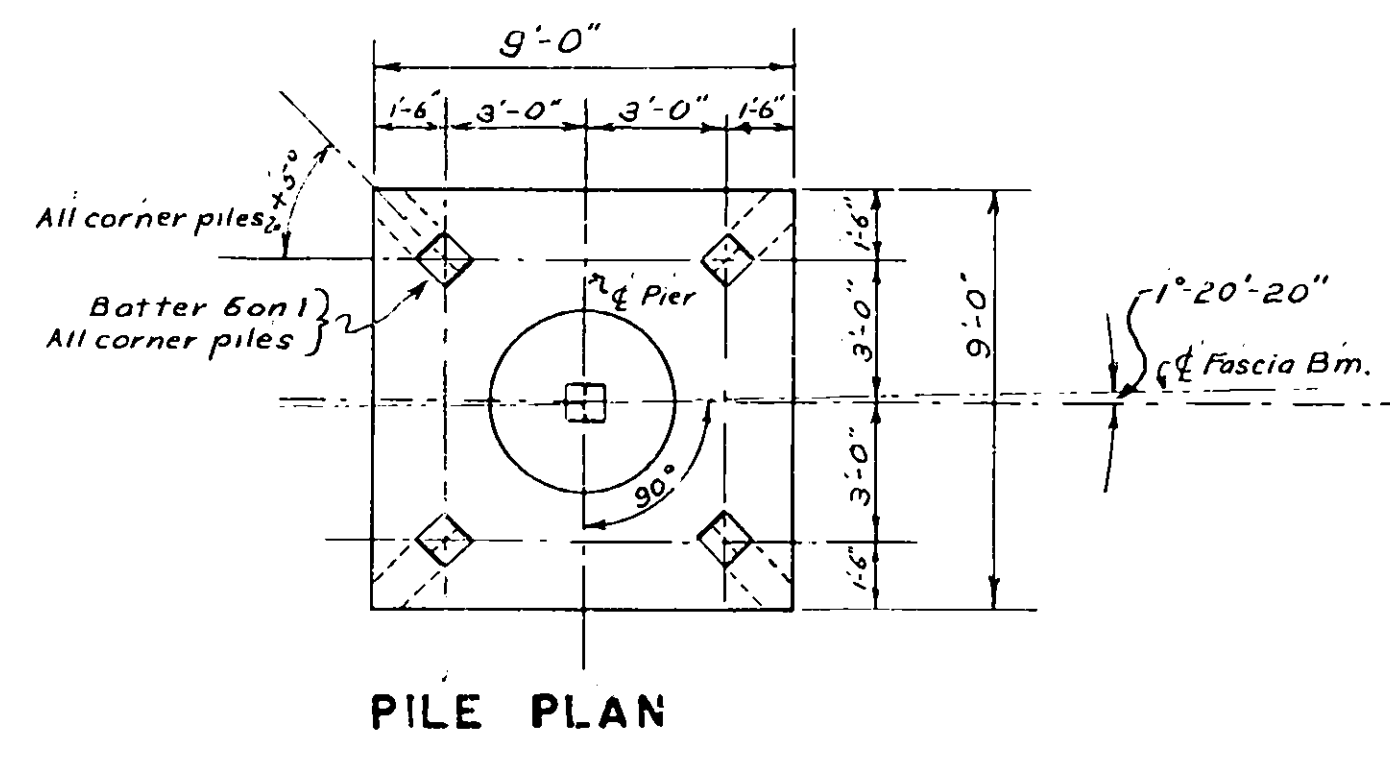 9'-0"
1'-6" 3'-0" 3'-0" 1'-6"
45°
All corner piles
Batter 6 on 1
All corner piles
℄ Pier
90°
1'-6"
3'-0"
3'-0"
1'-6"
9'-0"
1°-20'-20"
℄ Fascia Bm.
PILE PLAN